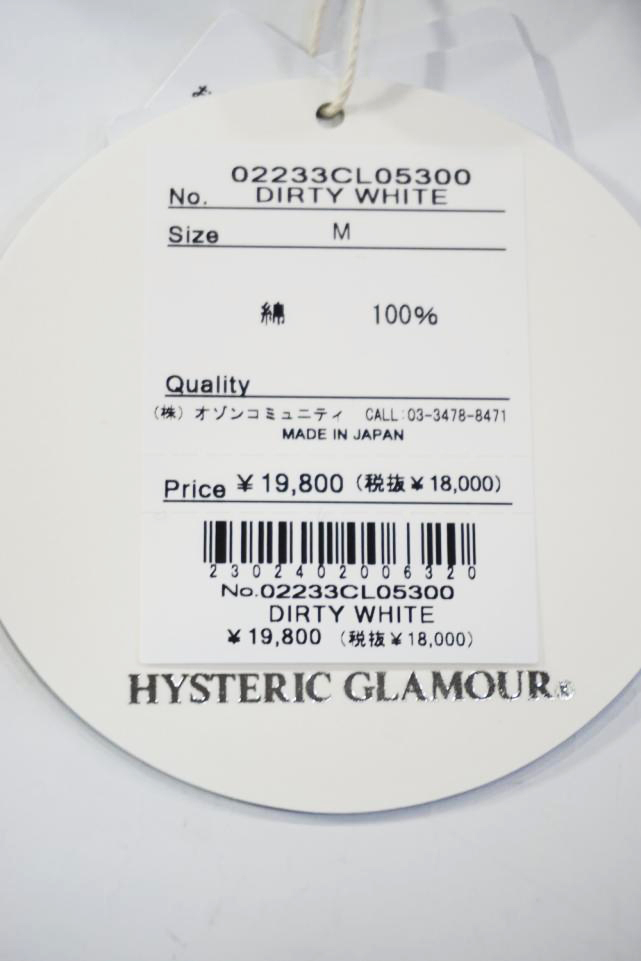 02233CL05300
No. DIRTY WHITE
Size M
綿 100%
Quality
(株) オゾンコミュニティ CALL:03-3478-8471
MADE IN JAPAN
Price ¥19,800 (税抜¥18,000)
2302402006320
No.02233CL05300
DIRTY WHITE
¥19,800 (税抜¥18,000)
HYSTERIC GLAMOUR®